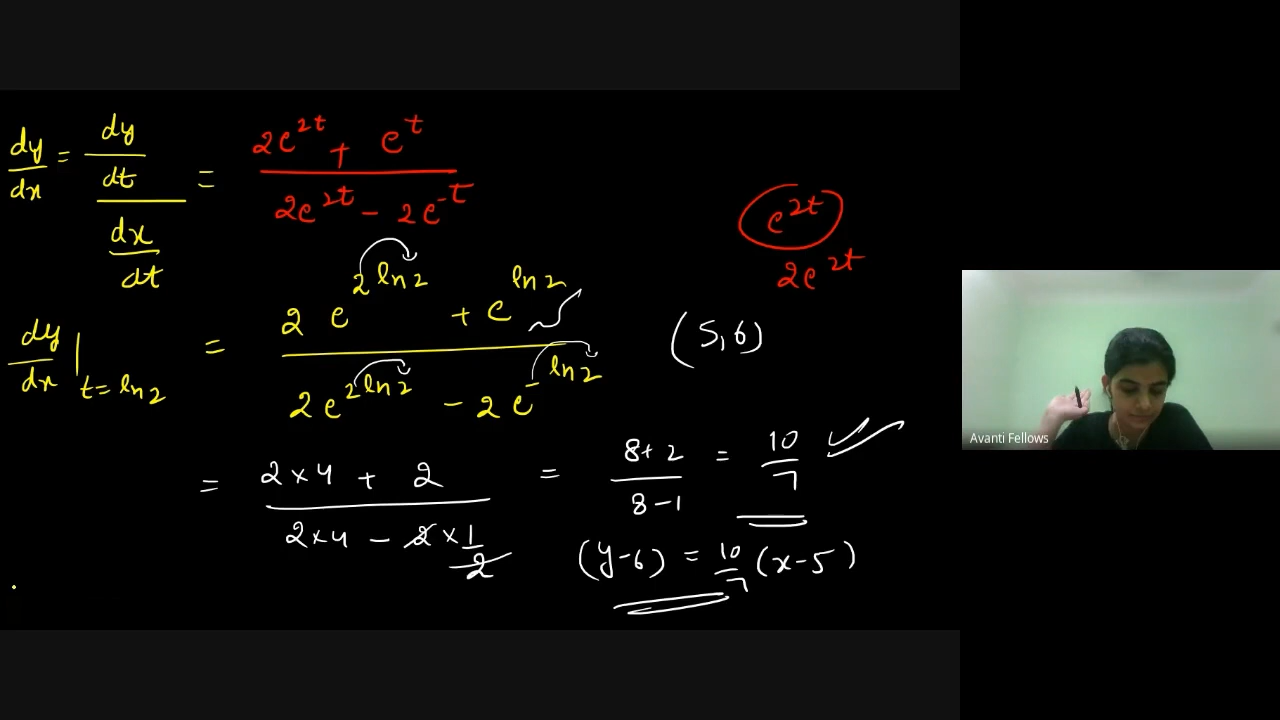 dy/dx = (dy/dt)/(dx/dt) = (2e^2t + e^t)/(2e^2t - 2e^-t)
e^2t
2e^2t
dy/dx |t=ln2 = (2e^2ln2 + e^ln2)/(2e^2ln2 - 2e^-ln2)
(5,6)
= (2×4 + 2)/(2×4 - 2×1/2) = (8+2)/(8-1) = 10/7
(y-6) = 10/7 (x-5)
Avanti Fellows